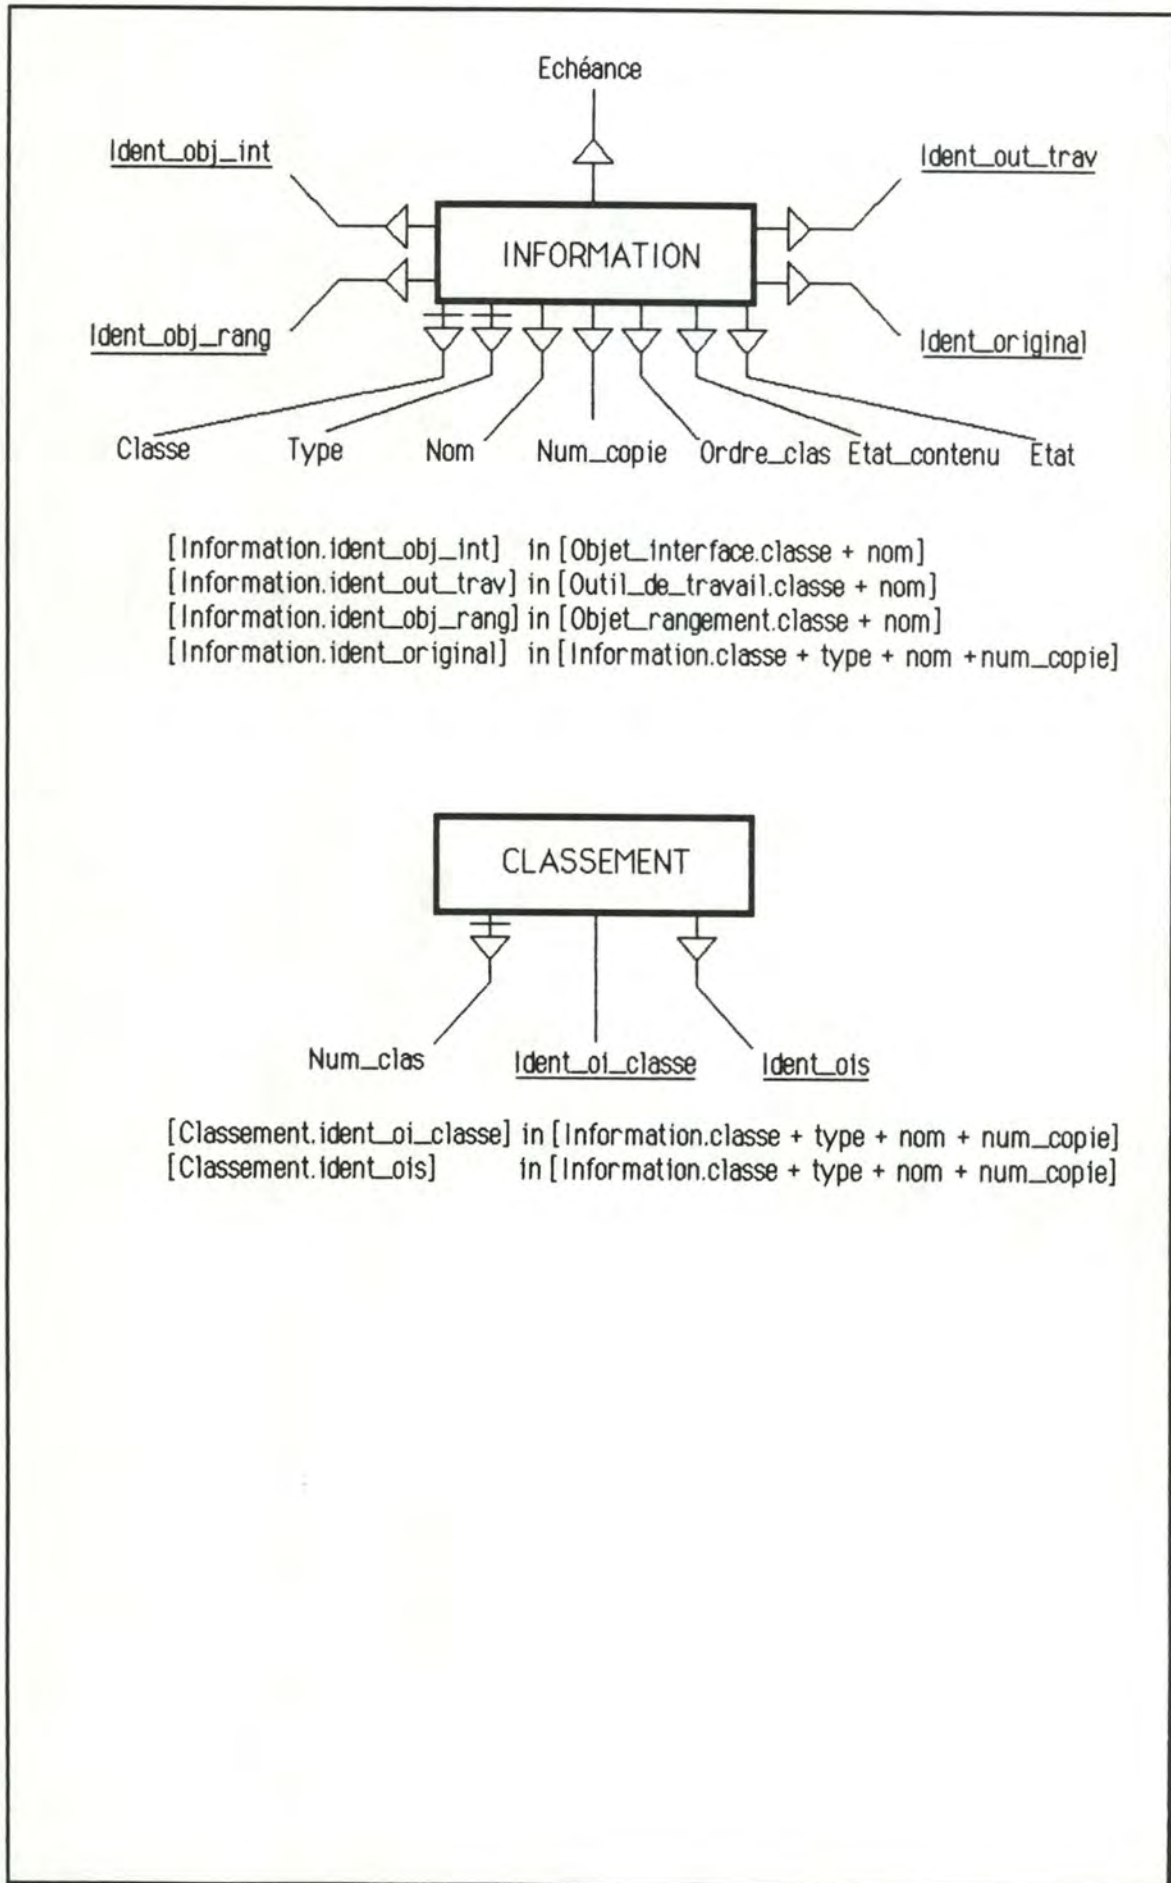 Echéance
Ident_obj_int
Ident_out_trav
INFORMATION
Ident_obj_rang
Ident_original
Classe Type Nom Num_copie Ordre_clas Etat_contenu Etat
[Information.ident_obj_int] in [Objet_interface.classe + nom]
[Information.ident_out_trav] in [Outil_de_travail.classe + nom]
[Information.ident_obj_rang] in [Objet_rangement.classe + nom]
[Information.ident_original] in [Information.classe + type + nom +num_copie]
CLASSEMENT
Num_clas Ident_oi_classe Ident_ois
[Classement.ident_oi_classe] in [Information.classe + type + nom + num_copie]
[Classement.ident_ois] in [Information.classe + type + nom + num_copie]